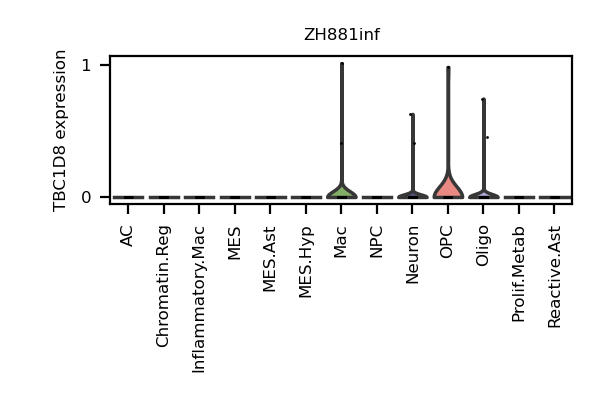 ZH881inf
TBC1D8 expression
1
0
AC
Chromatin.Reg
Inflammatory.Mac
MES
MES.Ast
MES.Hyp
Mac
NPC
Neuron
OPC
Oligo
Prolif.Metab
Reactive.Ast